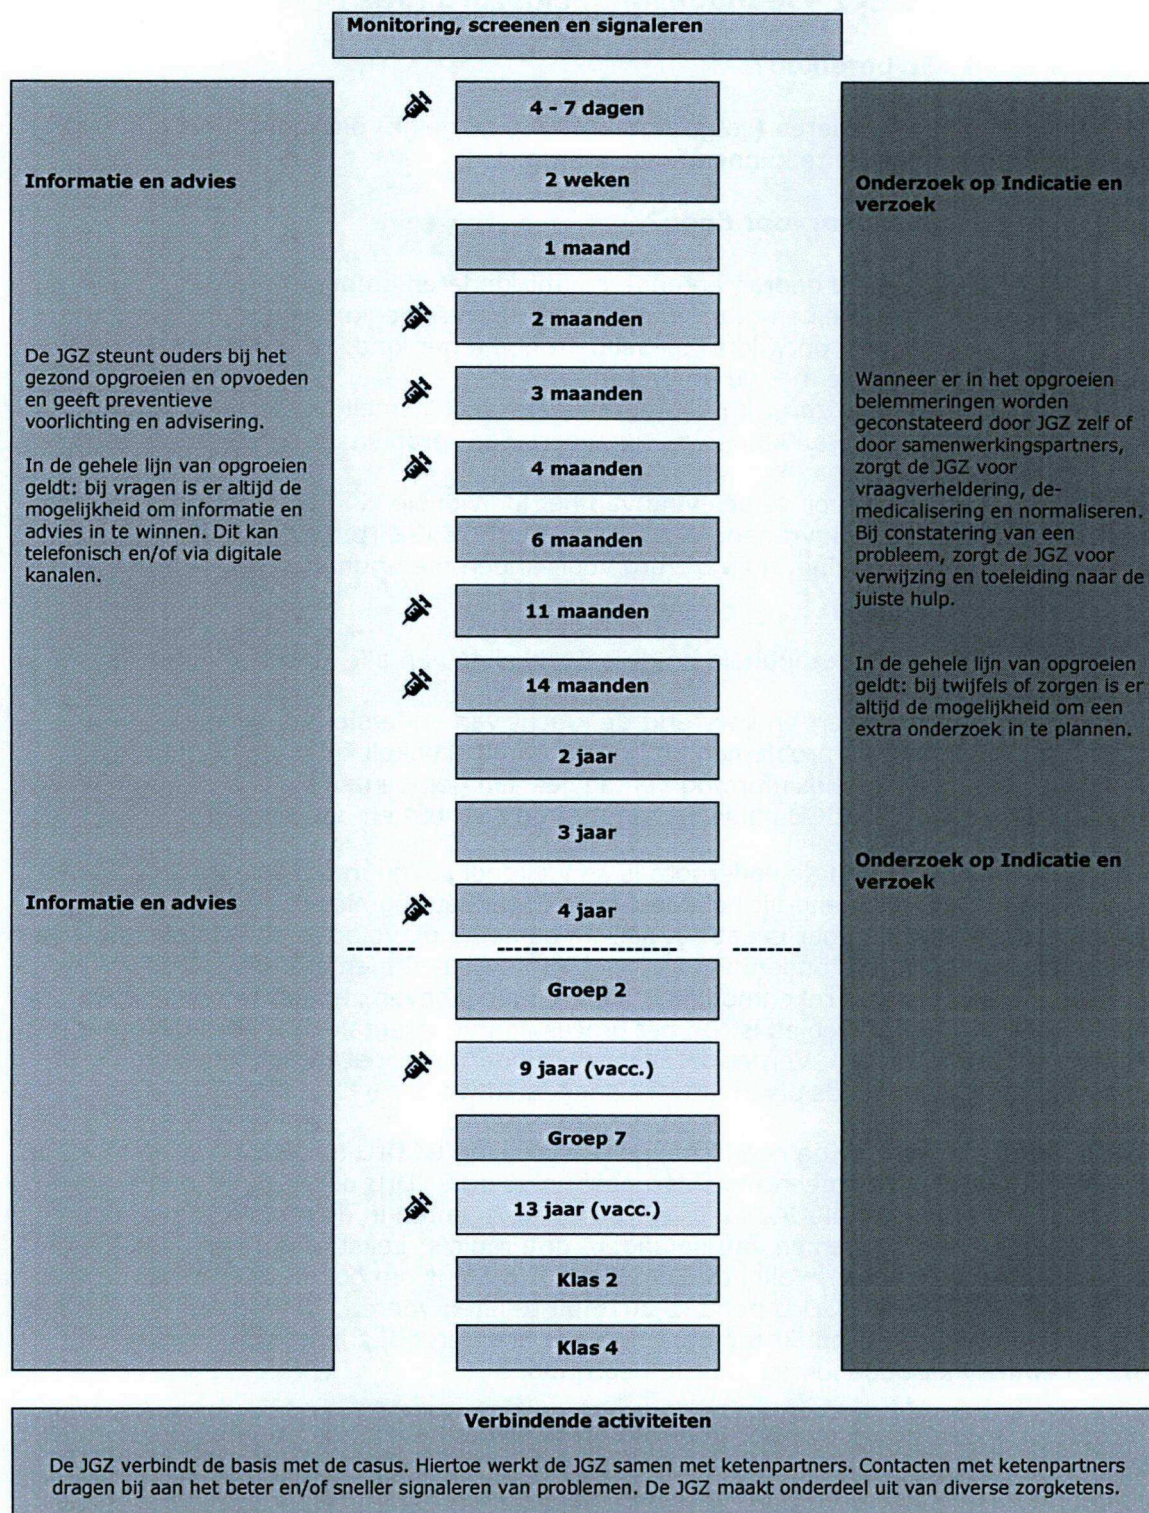 Monitoring, screenen en signaleren
Informatie en advies
De JGZ steunt ouders bij het
gezond opgroeien en opvoeden
en geeft preventieve
voorlichting en advisering.
In de gehele lijn van opgroeien
geldt: bij vragen is er altijd de
mogelijkheid om informatie en
advies in te winnen. Dit kan
telefonisch en/of via digitale
kanalen.
Informatie en advies
4 - 7 dagen
2 weken
1 maand
2 maanden
3 maanden
4 maanden
6 maanden
11 maanden
14 maanden
2 jaar
3 jaar
4 jaar
Groep 2
9 jaar (vacc.)
Groep 7
13 jaar (vacc.)
Klas 2
Klas 4
Onderzoek op Indicatie en
verzoek
Wanneer er in het opgroeien
belemmeringen worden
geconstateerd door JGZ zelf of
door samenwerkingspartners,
zorgt de JGZ voor
vraagverheldering, de-
medicalisering en normaliseren.
Bij constatering van een
probleem, zorgt de JGZ voor
verwijzing en toeleiding naar de
juiste hulp.
In de gehele lijn van opgroeien
geldt: bij twijfels of zorgen is er
altijd de mogelijkheid om een
extra onderzoek in te plannen.
Onderzoek op Indicatie en
verzoek
Verbindende activiteiten
De JGZ verbindt de basis met de casus. Hiertoe werkt de JGZ samen met ketenpartners. Contacten met ketenpartners
dragen bij aan het beter en/of sneller signaleren van problemen. De JGZ maakt onderdeel uit van diverse zorgketens.